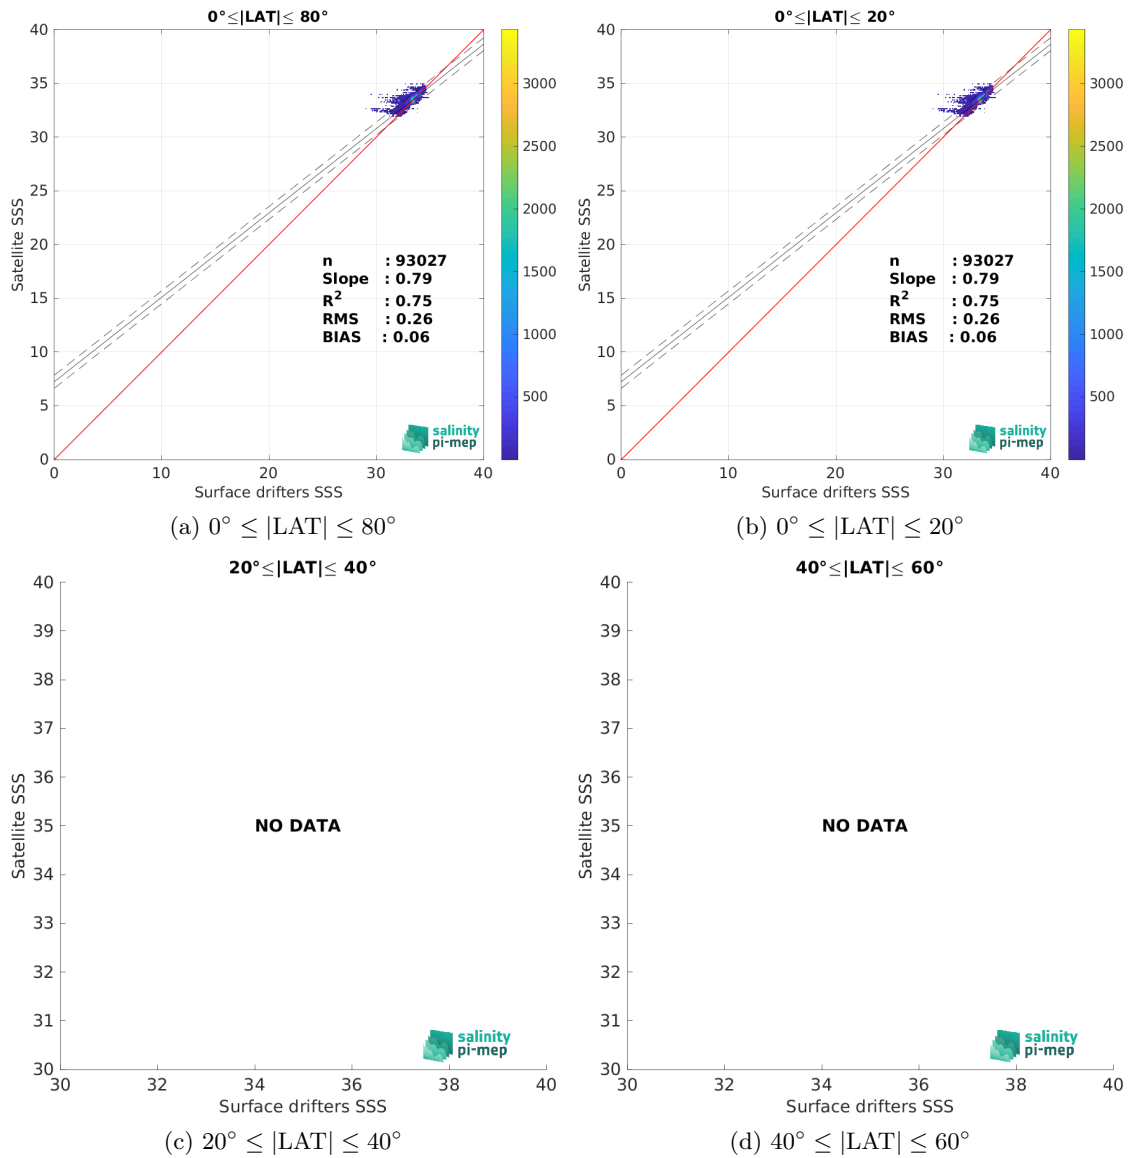 0°≤|LAT|≤ 80°
40
35
30
25
20
15
10
5
0
Satellite SSS
0
10
20
30
40
Surface drifters SSS
n : 93027
Slope : 0.79
R² : 0.75
RMS : 0.26
BIAS : 0.06
salinity
pi-mep
3000
2500
2000
1500
1000
500
(a) 0° ≤ |LAT| ≤ 80°
0°≤|LAT|≤ 20°
40
35
30
25
20
15
10
5
0
Satellite SSS
0
10
20
30
40
Surface drifters SSS
n : 93027
Slope : 0.79
R² : 0.75
RMS : 0.26
BIAS : 0.06
salinity
pi-mep
3000
2500
2000
1500
1000
500
(b) 0° ≤ |LAT| ≤ 20°
20°≤|LAT|≤ 40°
40
39
38
37
36
35
34
33
32
31
30
Satellite SSS
NO DATA
salinity
pi-mep
30
32
34
36
38
40
Surface drifters SSS
(c) 20° ≤ |LAT| ≤ 40°
40°≤|LAT|≤ 60°
40
39
38
37
36
35
34
33
32
31
30
Satellite SSS
NO DATA
salinity
pi-mep
30
32
34
36
38
40
Surface drifters SSS
(d) 40° ≤ |LAT| ≤ 60°